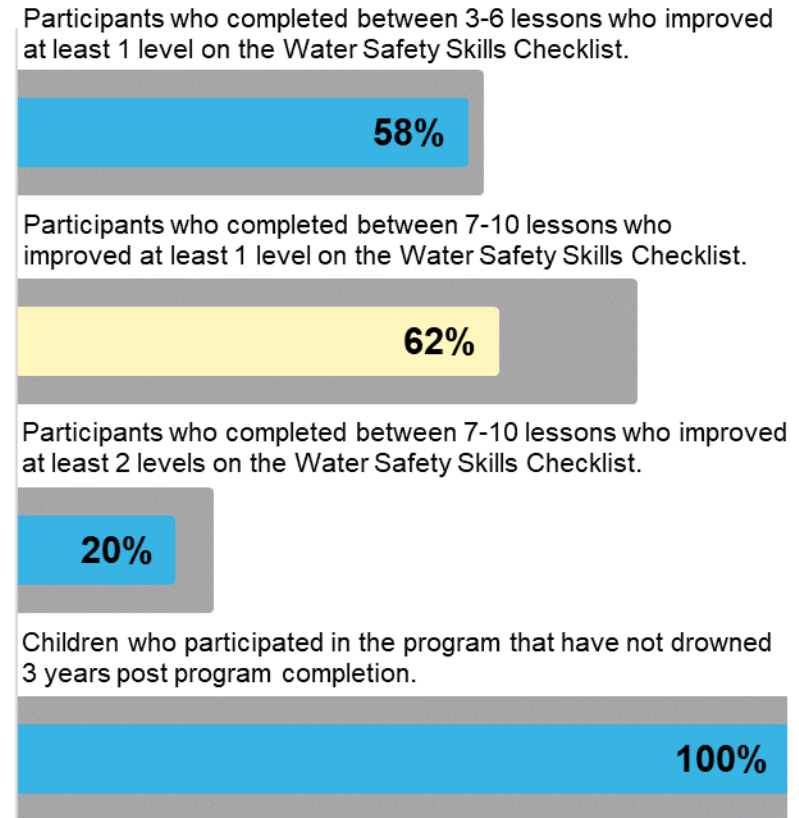 Participants who completed between 3-6 lessons who improved
at least 1 level on the Water Safety Skills Checklist.
58%
Participants who completed between 7-10 lessons who
improved at least 1 level on the Water Safety Skills Checklist.
62%
Participants who completed between 7-10 lessons who improved
at least 2 levels on the Water Safety Skills Checklist.
20%
Children who participated in the program that have not drowned
3 years post program completion.
100%